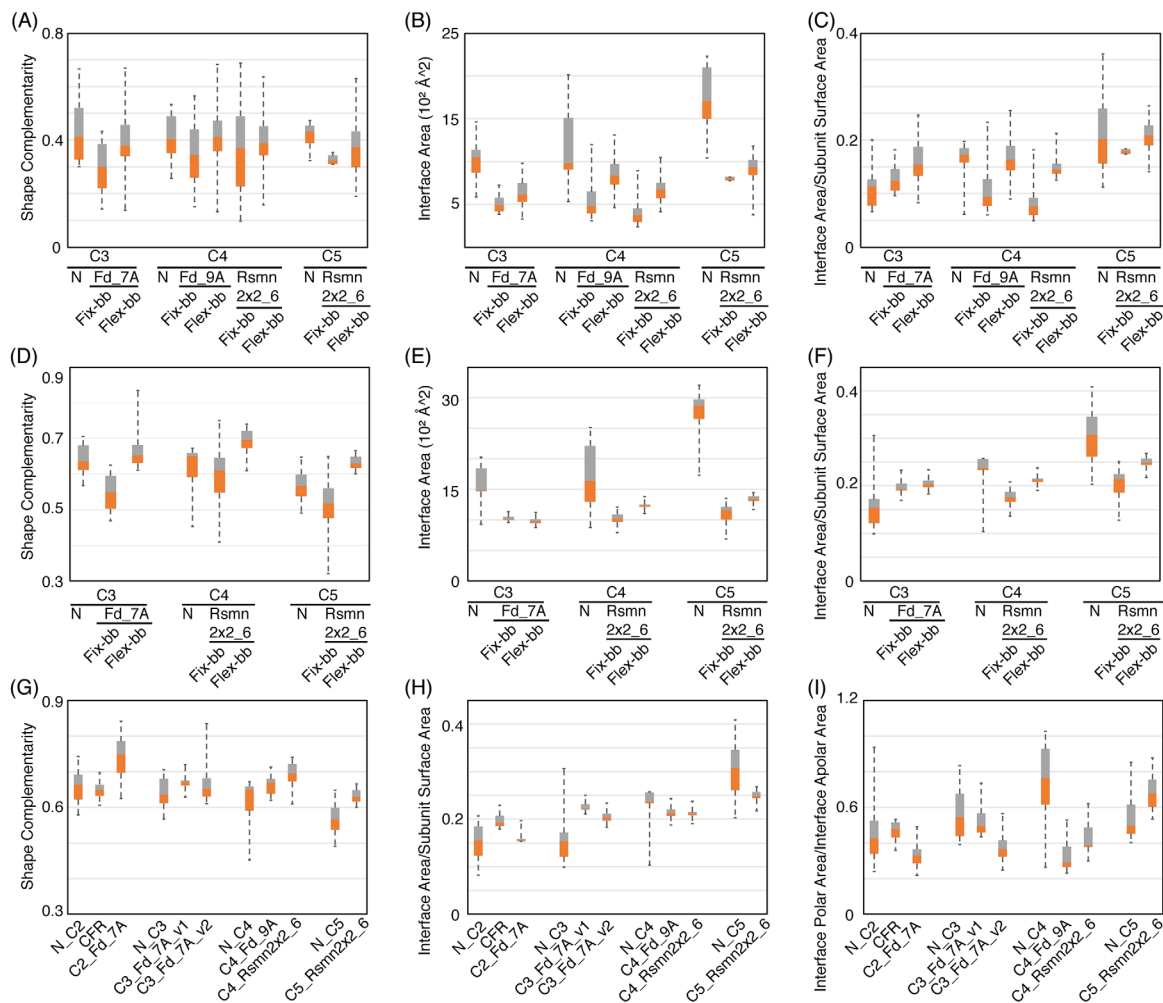 (A)
Shape Complementarity
0.8
0.4
0
C3
C4
C5
N Fd_7A
N Fd_9A Rsmn
N Rsmn
2x2_6
2x2_6
Fix-bb
Flex-bb
Fix-bb
Flex-bb
Fix-bb
Flex-bb
Fix-bb
Flex-bb
(B)
Interface Area (10² Å^2)
25
15
5
C3
C4
C5
N Fd_7A
N Fd_9A Rsmn
N Rsmn
2x2_6
2x2_6
Fix-bb
Flex-bb
Fix-bb
Flex-bb
Fix-bb
Flex-bb
Fix-bb
Flex-bb
(C)
Interface Area/Subunit Surface Area
0.4
0.2
0
C3
C4
C5
N Fd_7A
N Fd_9A Rsmn
N Rsmn
2x2_6
2x2_6
Fix-bb
Flex-bb
Fix-bb
Flex-bb
Fix-bb
Flex-bb
Fix-bb
Flex-bb
(D)
Shape Complementarity
0.9
0.7
0.5
0.3
C3
C4
C5
N Fd_7A
N Rsmn
N Rsmn
2x2_6
2x2_6
Fix-bb
Flex-bb
Fix-bb
Flex-bb
Fix-bb
Flex-bb
(E)
Interface Area (10² Å^2)
30
15
0
C3
C4
C5
N Fd_7A
N Rsmn
N Rsmn
2x2_6
2x2_6
Fix-bb
Flex-bb
Fix-bb
Flex-bb
Fix-bb
Flex-bb
(F)
Interface Area/Subunit Surface Area
0.4
0.2
0
C3
C4
C5
N Fd_7A
N Rsmn
N Rsmn
2x2_6
2x2_6
Fix-bb
Flex-bb
Fix-bb
Flex-bb
Fix-bb
Flex-bb
(G)
Shape Complementarity
0.9
0.6
0.3
N_C2
CFR
C2_Fd_7A
N_C3
C3_Fd_7A_v1
C3_Fd_7A_v2
N_C4
C4_Fd_9A
C4_Rsmn2x2_6
N_C5
C5_Rsmn2x2_6
(H)
Interface Area/Subunit Surface Area
0.4
0.2
0
N_C2
CFR
C2_Fd_7A
N_C3
C3_Fd_7A_v1
C3_Fd_7A_v2
N_C4
C4_Fd_9A
C4_Rsmn2x2_6
N_C5
C5_Rsmn2x2_6
(I)
Interface Polar Area/Interface Apolar Area
1.2
0.6
0
N_C2
CFR
C2_Fd_7A
N_C3
C3_Fd_7A_v1
C3_Fd_7A_v2
N_C4
C4_Fd_9A
C4_Rsmn2x2_6
N_C5
C5_Rsmn2x2_6